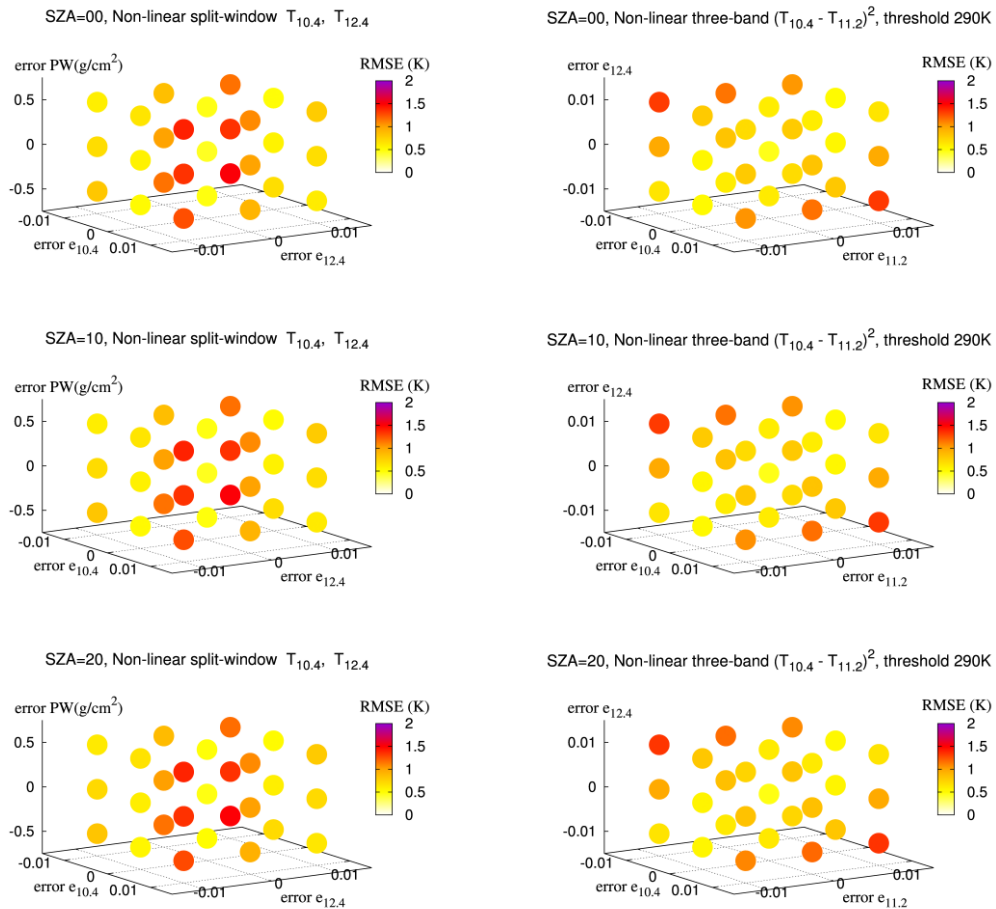 SZA=00, Non-linear split-window T10.4, T12.4
error PW(g/cm²)
RMSE (K)
2
1.5
1
0.5
0
0.5
0
-0.5
-0.01
0
0.01
error e10.4
-0.01
0
0.01
error e12.4
SZA=00, Non-linear three-band (T10.4 - T11.2)², threshold 290K
error e12.4
RMSE (K)
2
1.5
1
0.5
0
0.01
0
-0.01
-0.01
0
0.01
error e10.4
-0.01
0
0.01
error e11.2
SZA=10, Non-linear split-window T10.4, T12.4
error PW(g/cm²)
RMSE (K)
2
1.5
1
0.5
0
0.5
0
-0.5
-0.01
0
0.01
error e10.4
-0.01
0
0.01
error e12.4
SZA=10, Non-linear three-band (T10.4 - T11.2)², threshold 290K
error e12.4
RMSE (K)
2
1.5
1
0.5
0
0.01
0
-0.01
-0.01
0
0.01
error e10.4
-0.01
0
0.01
error e11.2
SZA=20, Non-linear split-window T10.4, T12.4
error PW(g/cm²)
RMSE (K)
2
1.5
1
0.5
0
0.5
0
-0.5
-0.01
0
0.01
error e10.4
-0.01
0
0.01
error e12.4
SZA=20, Non-linear three-band (T10.4 - T11.2)², threshold 290K
error e12.4
RMSE (K)
2
1.5
1
0.5
0
0.01
0
-0.01
-0.01
0
0.01
error e10.4
-0.01
0
0.01
error e11.2